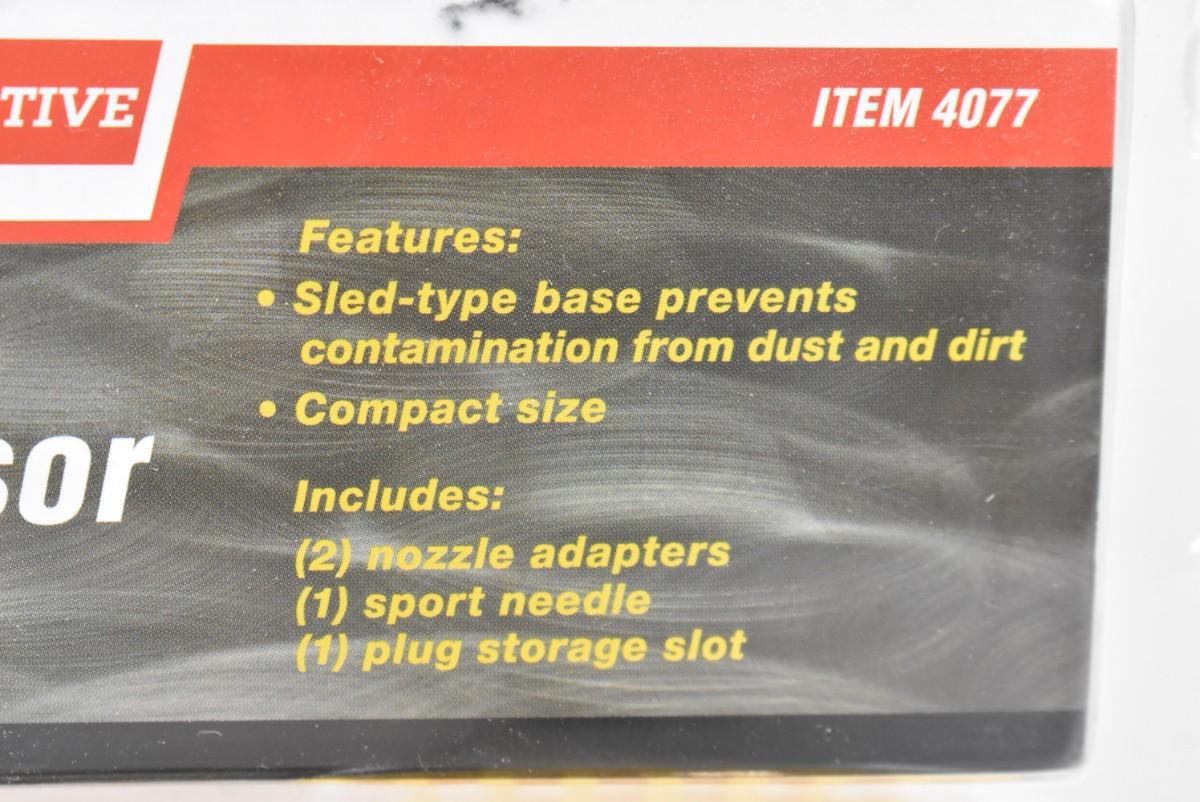 TIVE
ITEM 4077
Features:
• Sled-type base prevents
contamination from dust and dirt
• Compact size
sor
Includes:
(2) nozzle adapters
(1) sport needle
(1) plug storage slot